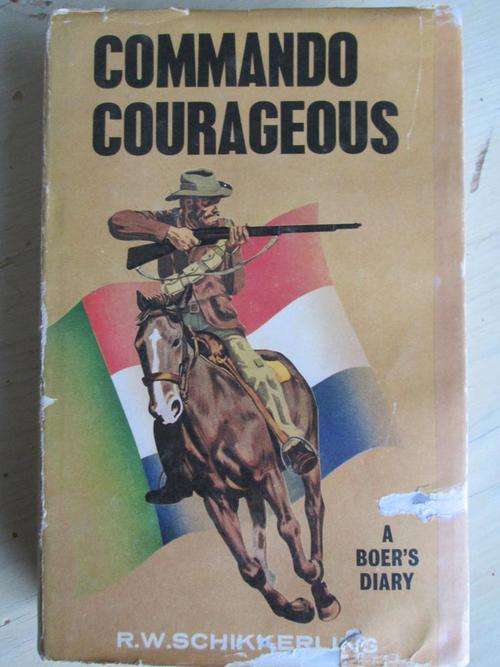 COMMANDO
COURAGEOUS
A
BOER'S
DIARY
R.W.SCHIKKERLING